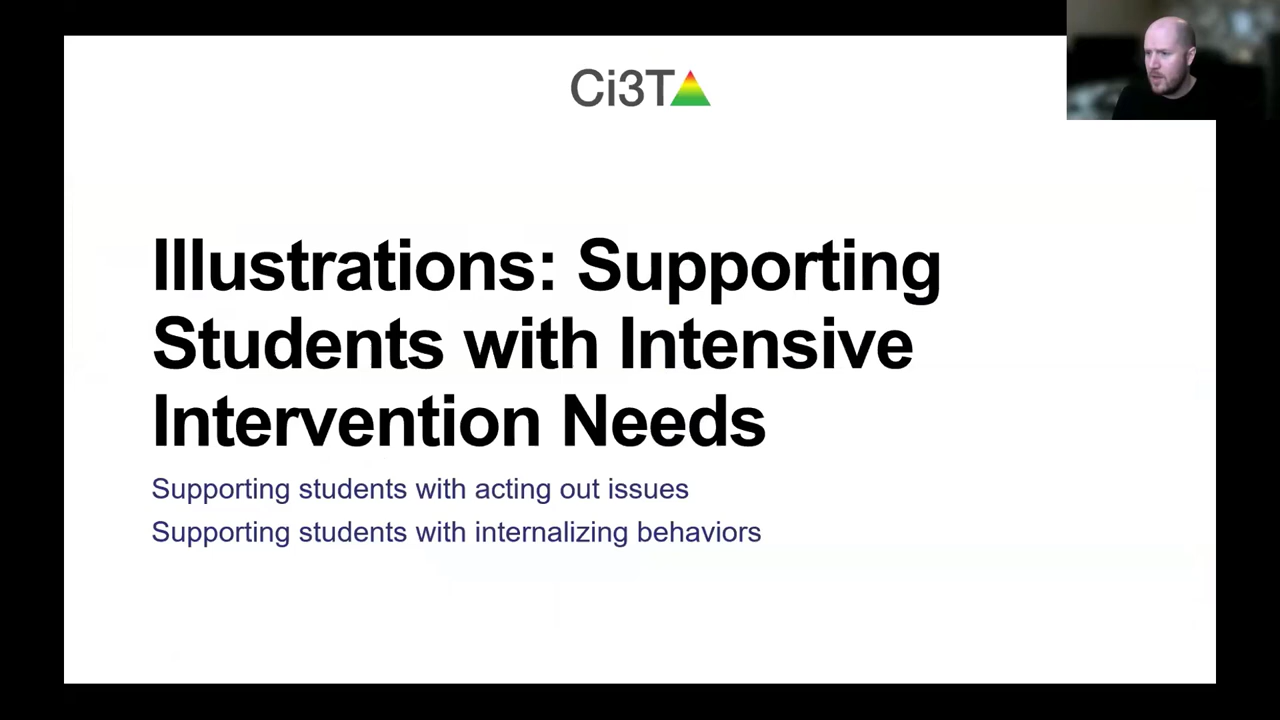 Ci3T
Illustrations: Supporting
Students with Intensive
Intervention Needs
Supporting students with acting out issues
Supporting students with internalizing behaviors